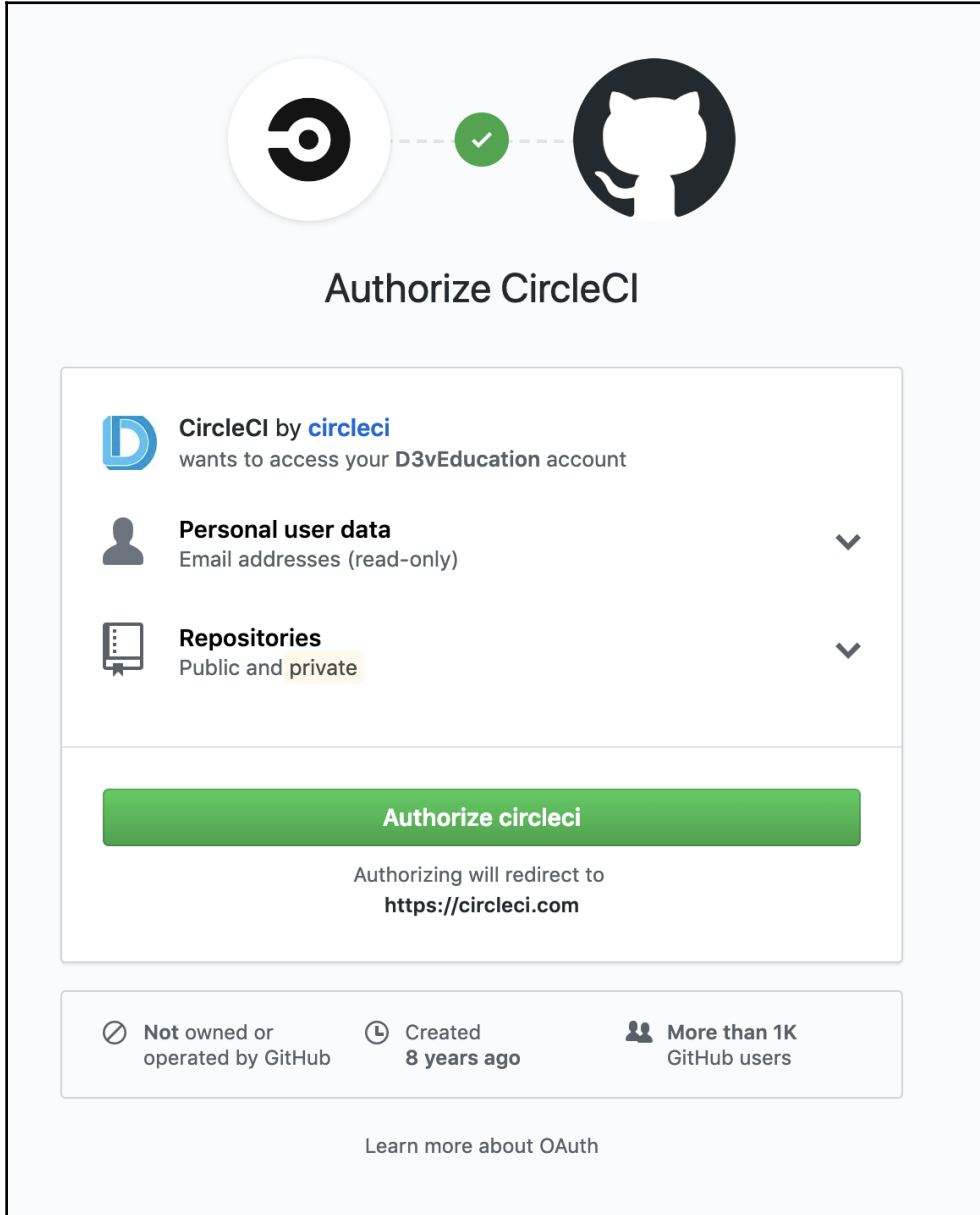 Authorize CircleCI
CircleCI by circleci
wants to access your D3vEducation account
Personal user data
Email addresses (read-only)
Repositories
Public and private
Authorize circleci
Authorizing will redirect to
https://circleci.com
Not owned or
operated by GitHub
Created
8 years ago
More than 1K
GitHub users
Learn more about OAuth